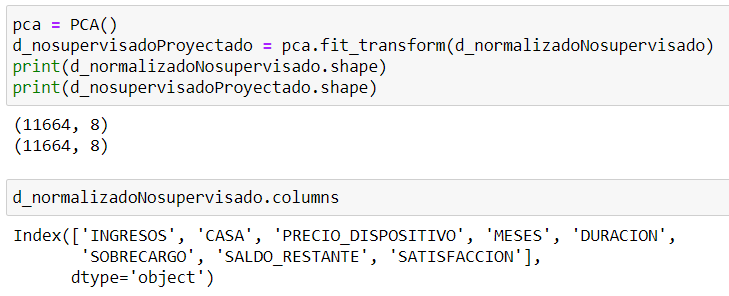 pca = PCA()
d_nosupervisadoProyectado = pca.fit_transform(d_normalizadoNosupervisado)
print(d_normalizadoNosupervisado.shape)
print(d_nosupervisadoProyectado.shape)
(11664, 8)
(11664, 8)
d_normalizadoNosupervisado.columns
Index(['INGRESOS', 'CASA', 'PRECIO_DISPOSITIVO', 'MESES', 'DURACION',
       'SOBRECARGO', 'SALDO_RESTANTE', 'SATISFACCION'],
      dtype='object')